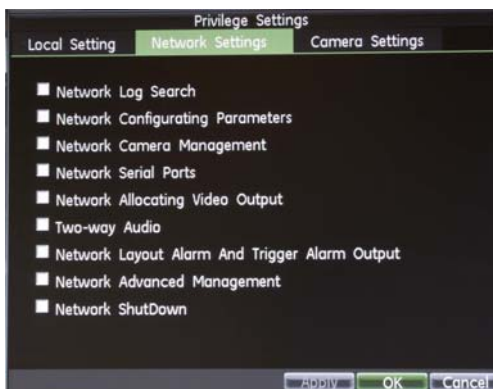 Privilege Settings
Local Setting Network Settings Camera Settings
Network Log Search
Network Configurating Parameters
Network Camera Management
Network Serial Ports
Network Allocating Video Output
Two-way Audio
Network Layout Alarm And Trigger Alarm Output
Network Advanced Management
Network ShutDown
Apply OK Cancel